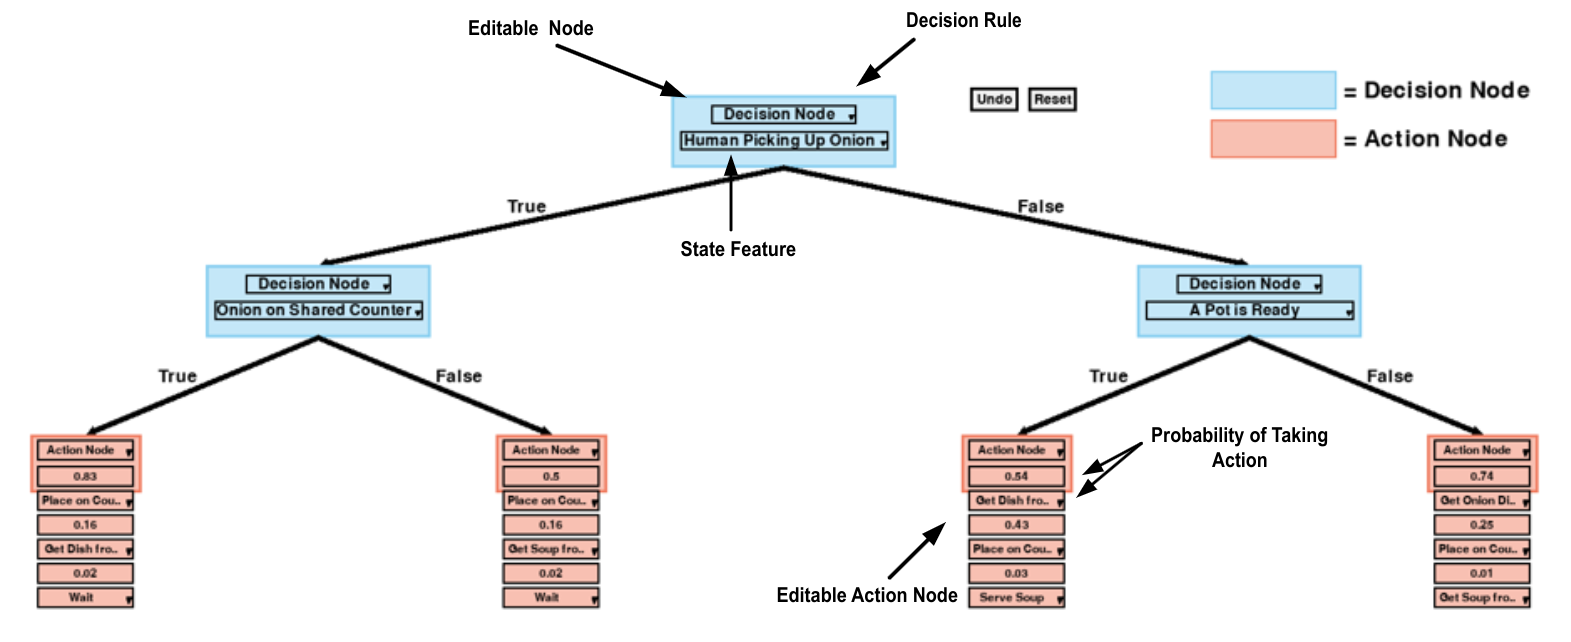 Editable Node
Decision Rule
Undo
Reset
= Decision Node
= Action Node
Decision Node
Human Picking Up Onion
True
False
State Feature
Decision Node
Onion on Shared Counter
Decision Node
A Pot is Ready
True
False
True
False
Probability of Taking
Action
Action Node
0.83
Place on Cou..
0.16
Get Dish fro..
0.02
Wait
Action Node
0.5
Place on Cou..
0.16
Get Soup fro..
0.02
Wait
Action Node
0.54
Get Dish fro..
0.43
Place on Cou..
0.03
Serve Soup
Action Node
0.74
Get Onion Di..
0.25
Place on Cou..
0.01
Get Soup fro..
Editable Action Node